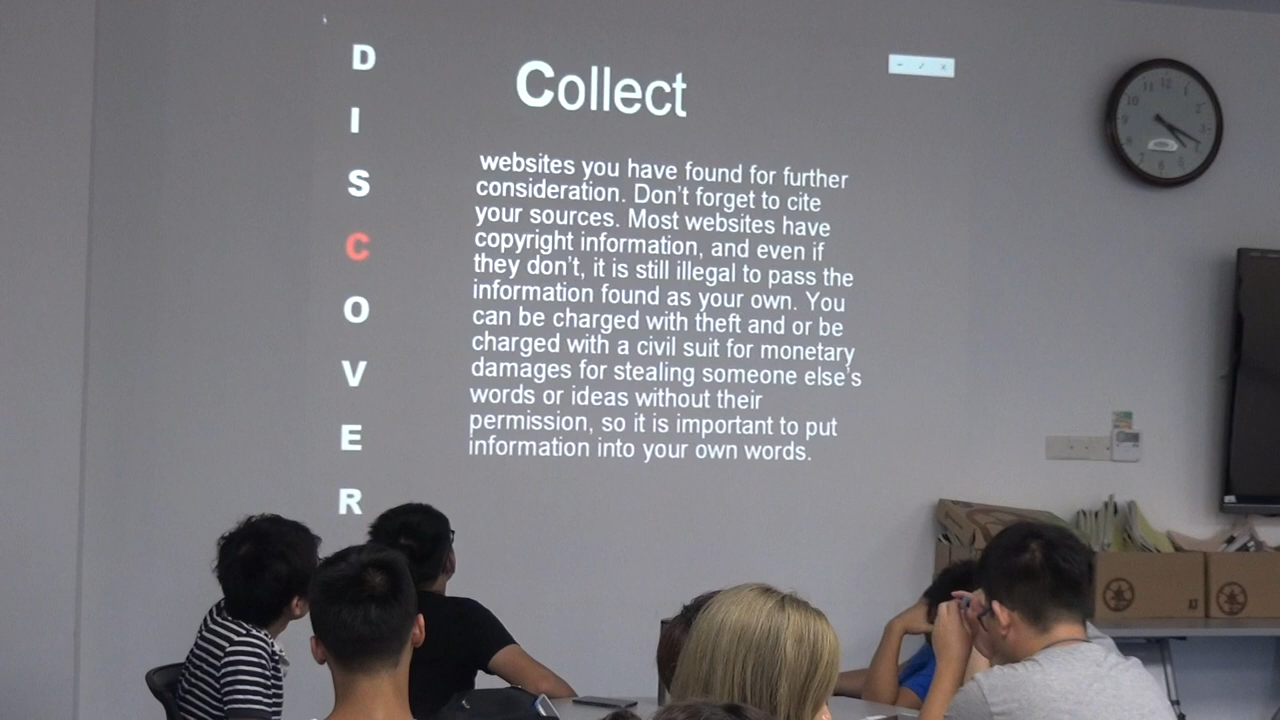 D
I
S
C
O
V
E
R
Collect
websites you have found for further
consideration. Don't forget to cite
your sources. Most websites have
copyright information, and even if
they don't, it is still illegal to pass the
information found as your own. You
can be charged with theft and or be
charged with a civil suit for monetary
damages for stealing someone else's
words or ideas without their
permission, so it is important to put
information into your own words.